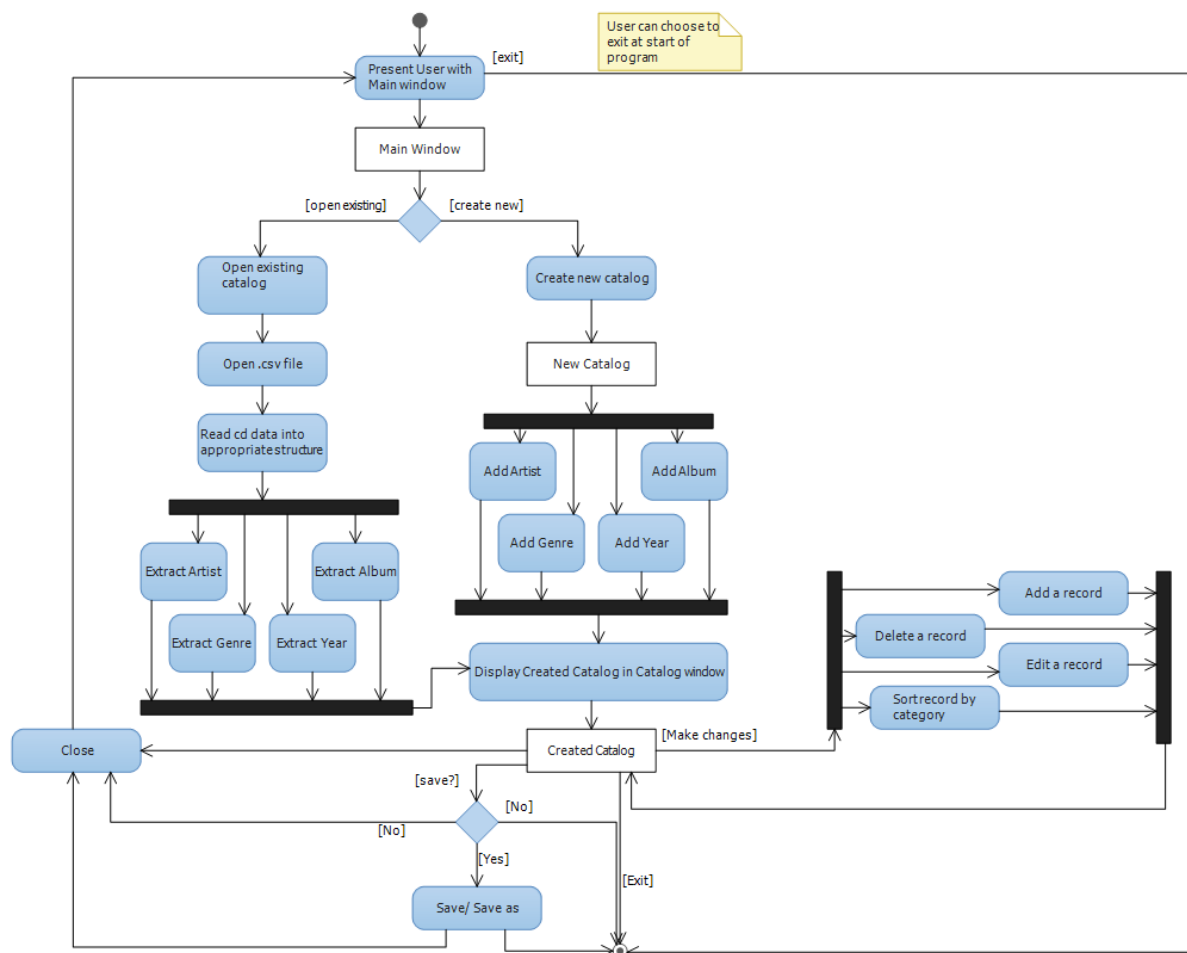 User can choose to
exit at start of
program
[exit]
Present User with
Main window
Main Window
[open existing]
[create new]
Open existing
catalog
Create new catalog
Open .csv file
New Catalog
Read cd data into
appropriate structure
Add Artist
Add Album
Add Genre
Add Year
Extract Artist
Extract Album
Extract Genre
Extract Year
Add a record
Delete a record
Edit a record
Sort record by
category
Display Created Catalog in Catalog window
Close
Created Catalog
[Make changes]
[save?]
[No]
[No]
[Yes]
[Exit]
Save/ Save as